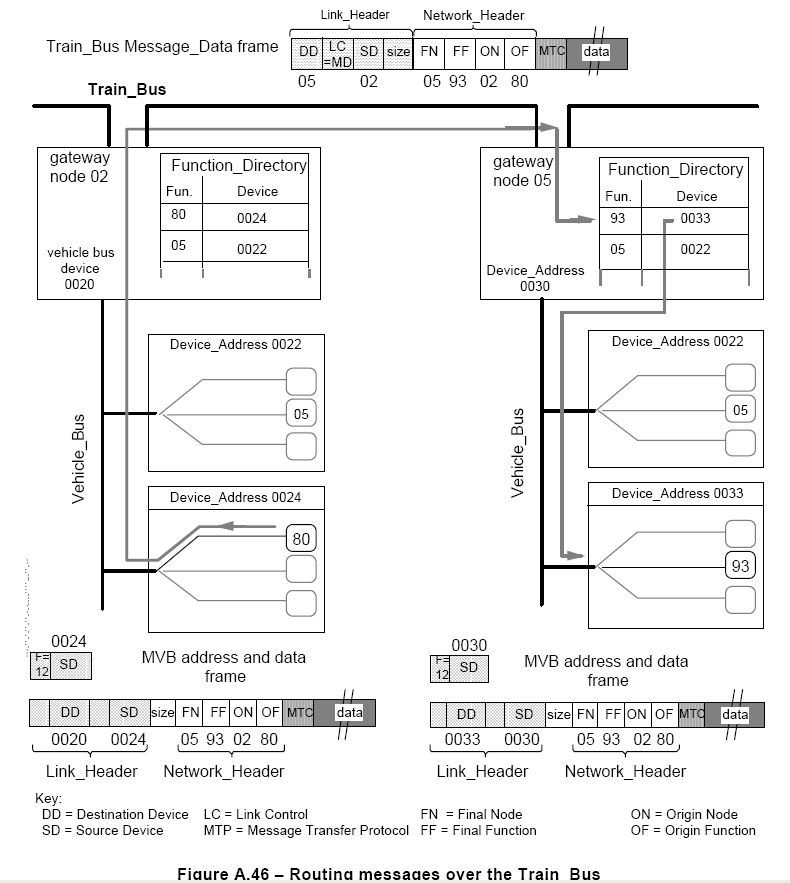 Link_Header Network_Header
Train_Bus Message_Data frame
DD LC =MD SD size FN FF ON OF MTC data
05 02 05 93 02 80
Train_Bus
gateway node 02
Function_Directory
Fun. Device
80 0024
05 0022
vehicle bus device 0020
gateway node 05
Function_Directory
Fun. Device
93 0033
05 0022
Device_Address 0030
Device_Address 0022
05
Vehicle_Bus
Device_Address 0024
80
Device_Address 0022
05
Vehicle_Bus
Device_Address 0033
93
0024
F= 12 SD
MVB address and data frame
DD SD size FN FF ON OF MTC data
0020 0024 05 93 02 80
Link_Header Network_Header
0030
F= 12 SD
MVB address and data frame
DD SD size FN FF ON OF MTC data
0033 0030 05 93 02 80
Link_Header Network_Header
Key:
DD = Destination Device LC = Link Control FN = Final Node ON = Origin Node
SD = Source Device MTP = Message Transfer Protocol FF = Final Function OF = Origin Function
Figure A.46 – Routing messages over the Train_Bus